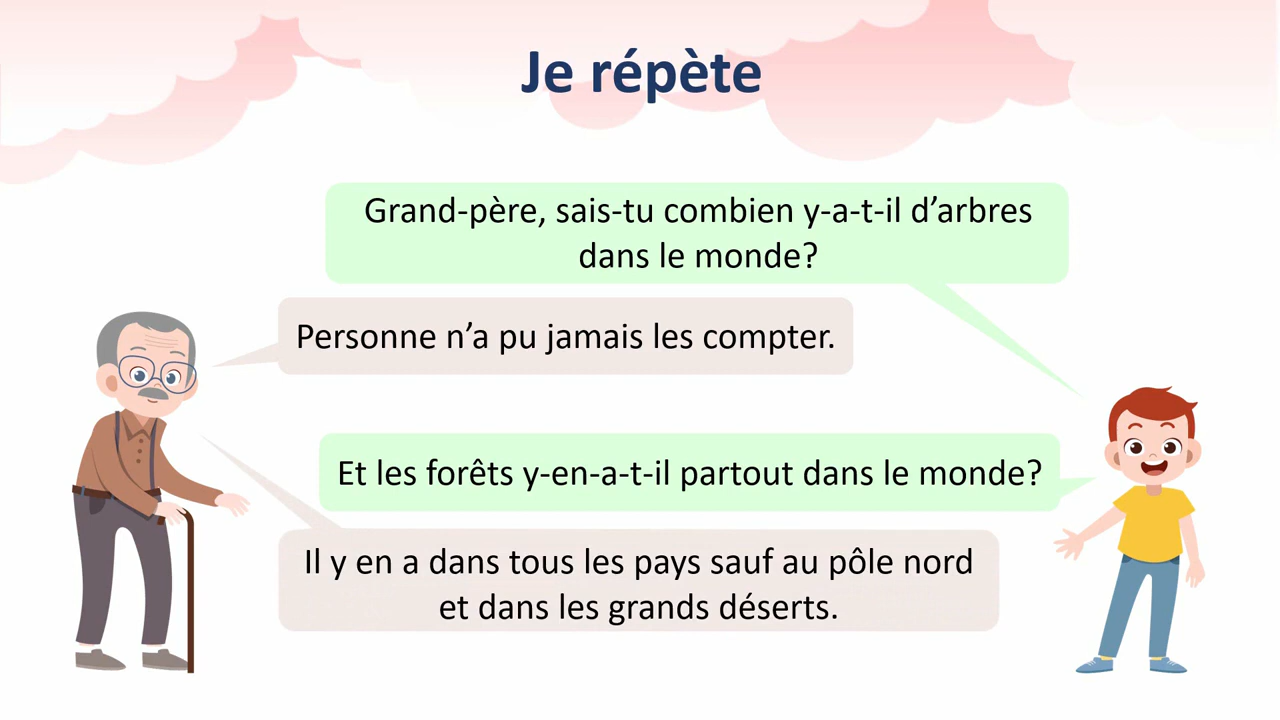 Je répète
Grand-père, sais-tu combien y-a-t-il d’arbres
dans le monde?
Personne n’a pu jamais les compter.
Et les forêts y-en-a-t-il partout dans le monde?
Il y en a dans tous les pays sauf au pôle nord
et dans les grands déserts.